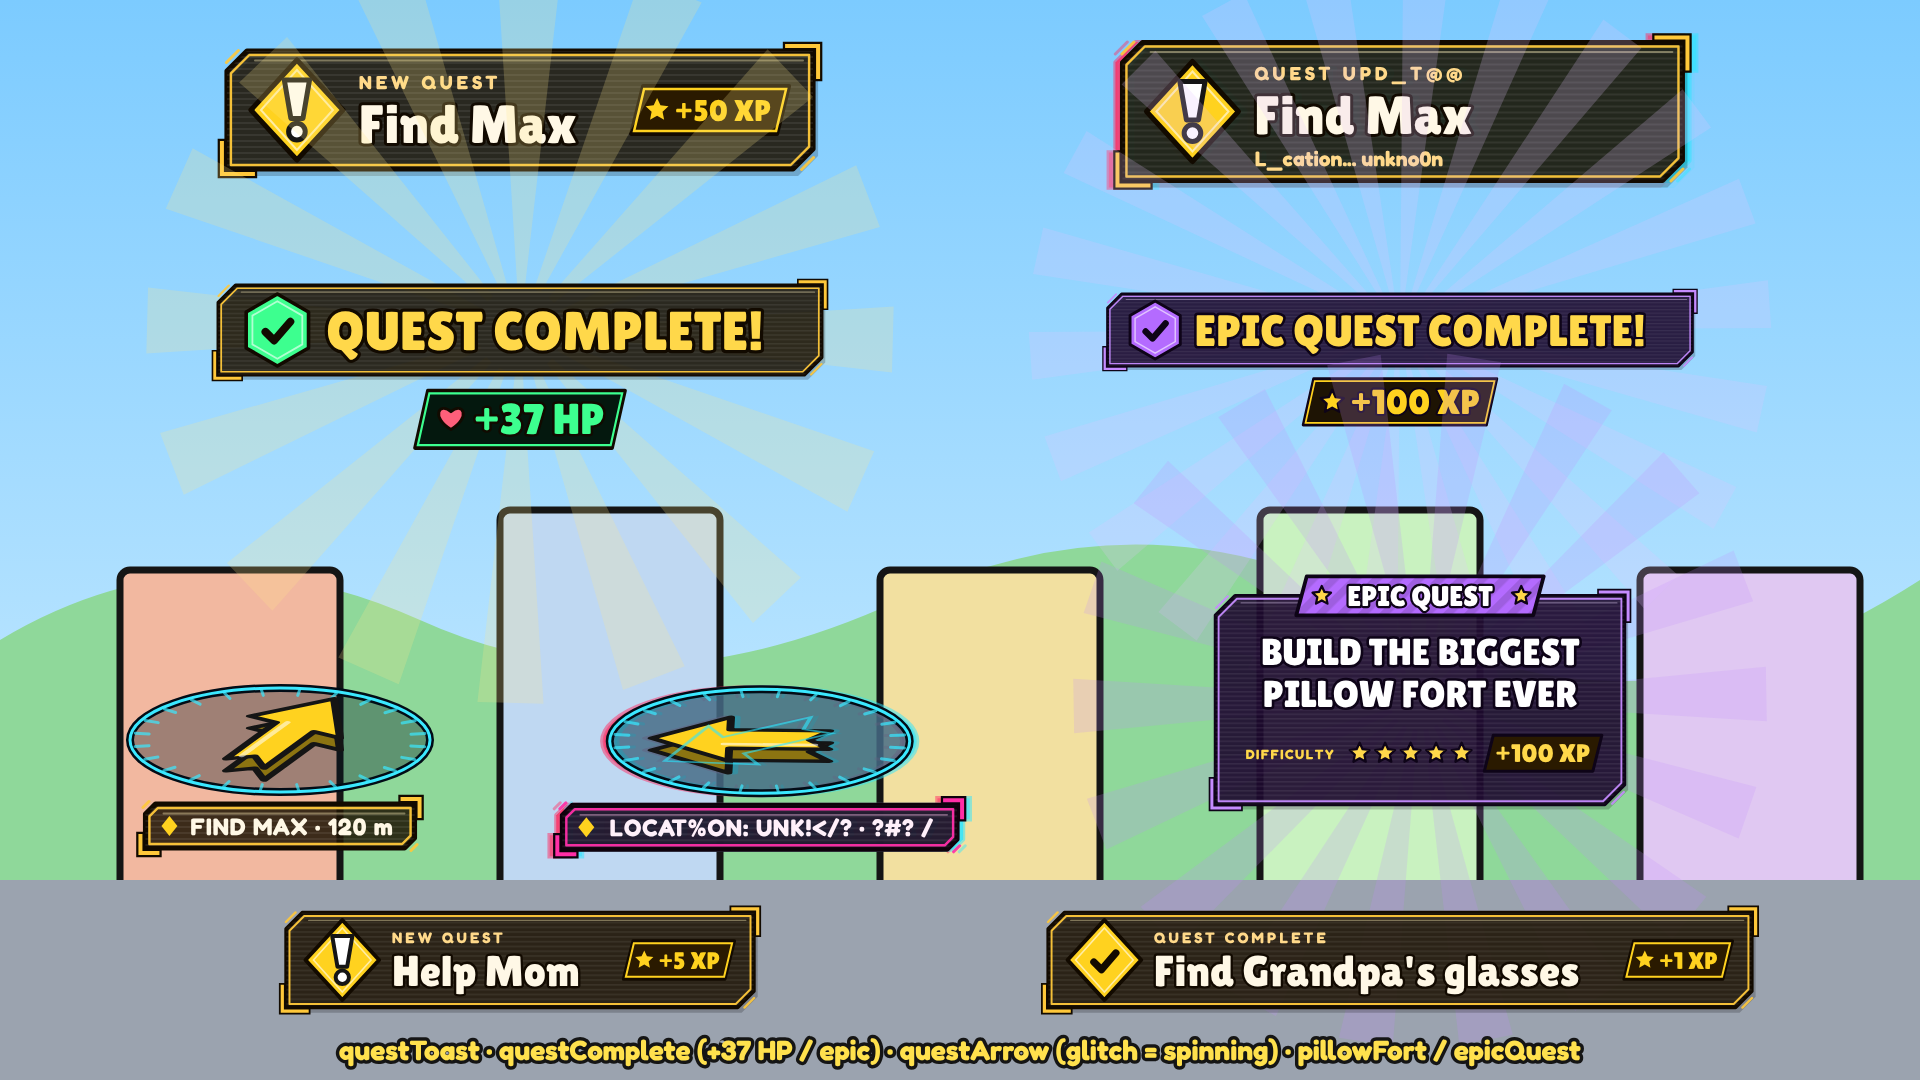 NEW QUEST
Find Max
+50 XP
QUEST UPD_T@@
Find Max
L_cation... unkno0n
QUEST COMPLETE!
+37 HP
EPIC QUEST COMPLETE!
+100 XP
EPIC QUEST
BUILD THE BIGGEST
PILLOW FORT EVER
DIFFICULTY
+100 XP
FIND MAX · 120 m
LOCAT%ON: UNK!</? · ?#? /
NEW QUEST
Help Mom
+5 XP
QUEST COMPLETE
Find Grandpa's glasses
+1 XP
questToast · questComplete (+37 HP / epic) · questArrow (glitch = spinning) · pillowFort / epicQuest